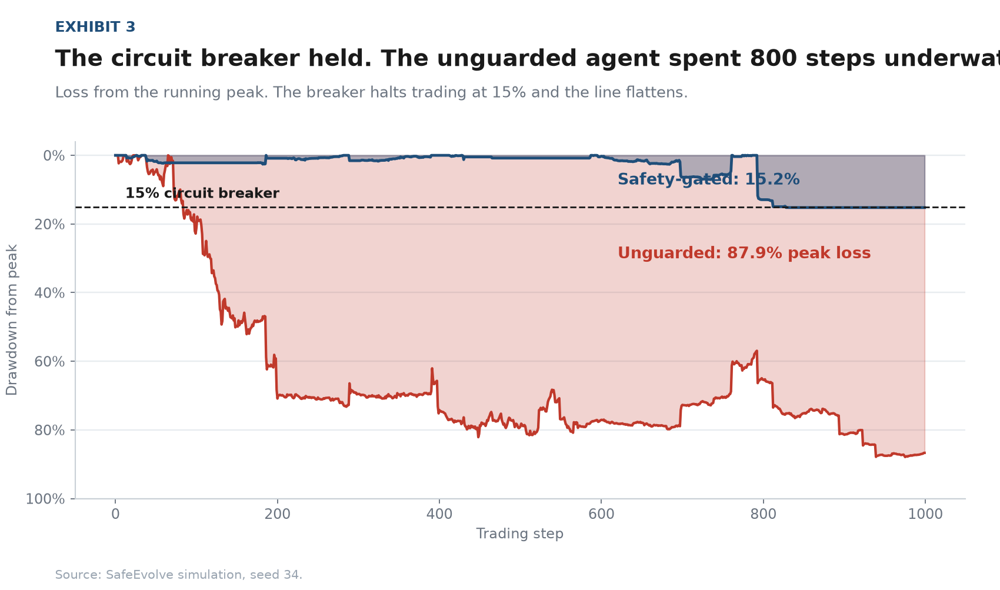 EXHIBIT 3
The circuit breaker held. The unguarded agent spent 800 steps underwat
Loss from the running peak. The breaker halts trading at 15% and the line flattens.
0%
20%
40%
60%
80%
100%
Drawdown from peak
15% circuit breaker
Safety-gated: 15.2%
Unguarded: 87.9% peak loss
0
200
400
600
800
1000
Trading step
Source: SafeEvolve simulation, seed 34.